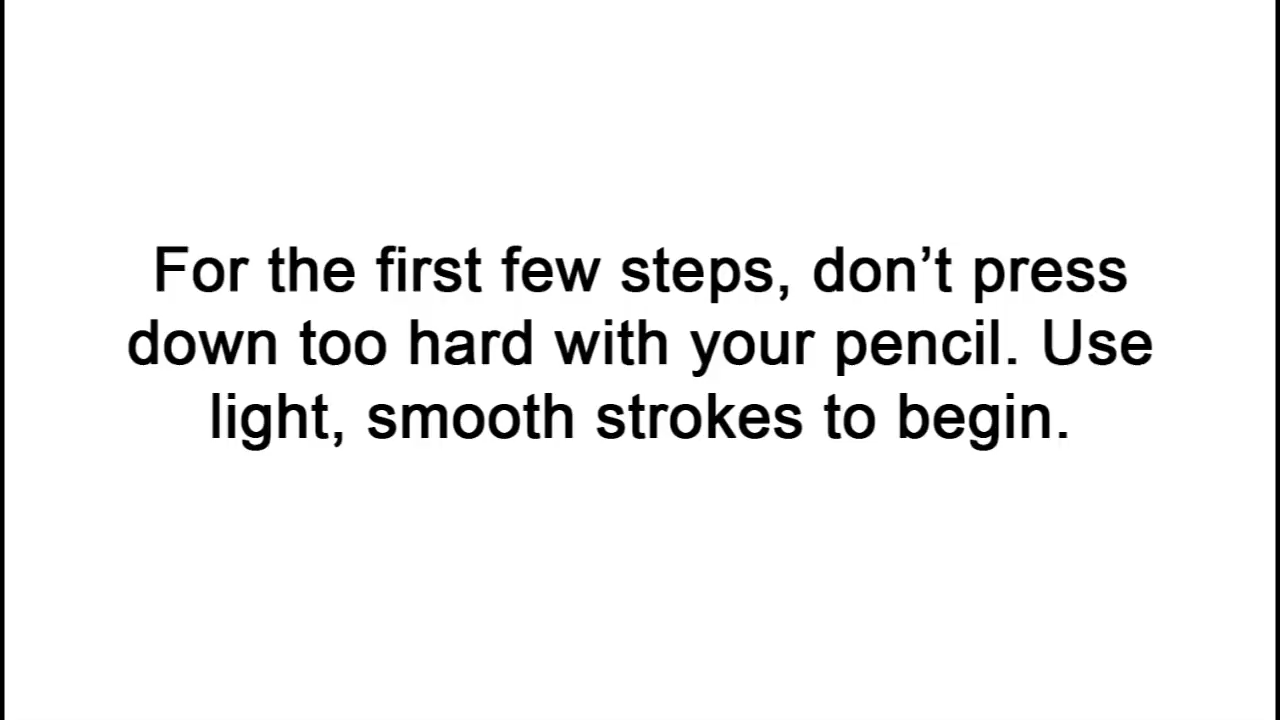 For the first few steps, don’t press
down too hard with your pencil. Use
light, smooth strokes to begin.